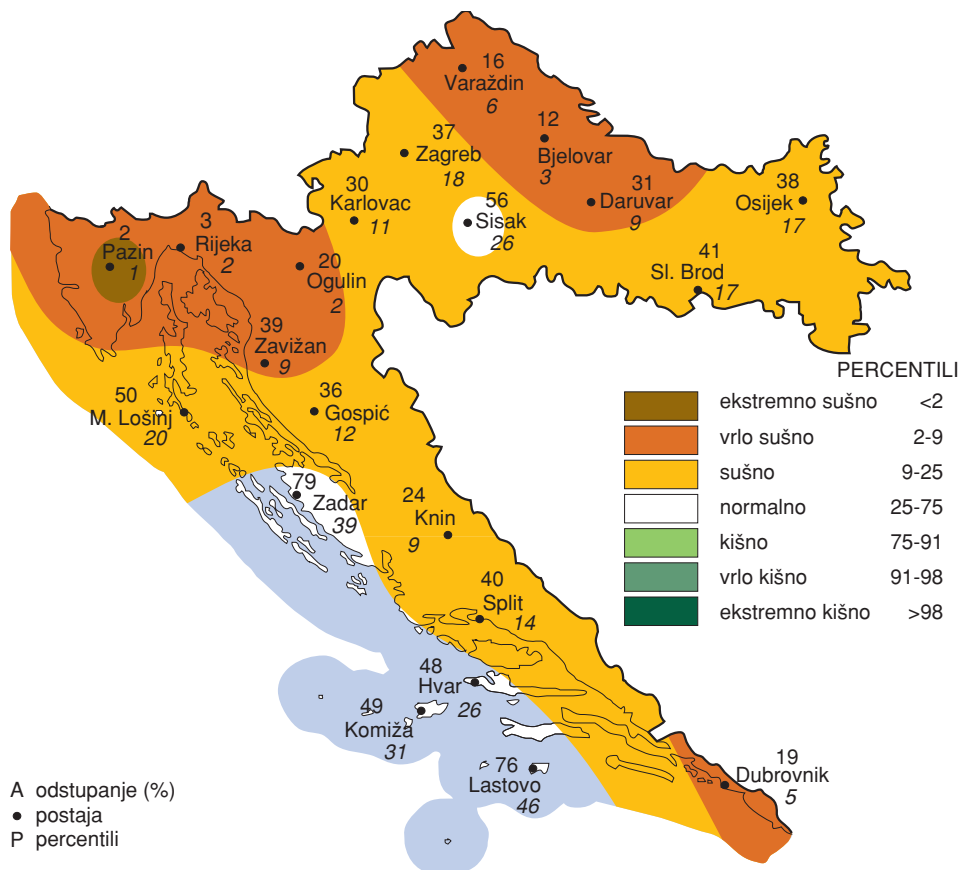 16
Varaždin
6
12
Bjelovar
3
37
Zagreb
18
30
Karlovac
11
56
Sisak
26
31
Daruvar
9
38
Osijek
17
41
Sl. Brod
17
2
Pazin
1
3
Rijeka
2
20
Ogulin
2
39
Zavižan
9
50
M. Lošinj
20
36
Gospić
12
79
Zadar
39
24
Knin
9
40
Split
14
48
Hvar
26
49
Komiža
31
76
Lastovo
46
19
Dubrovnik
5
PERCENTILI
ekstremno sušno <2
vrlo sušno 2-9
sušno 9-25
normalno 25-75
kišno 75-91
vrlo kišno 91-98
ekstremno kišno >98
A odstupanje (%)
● postaja
P percentili